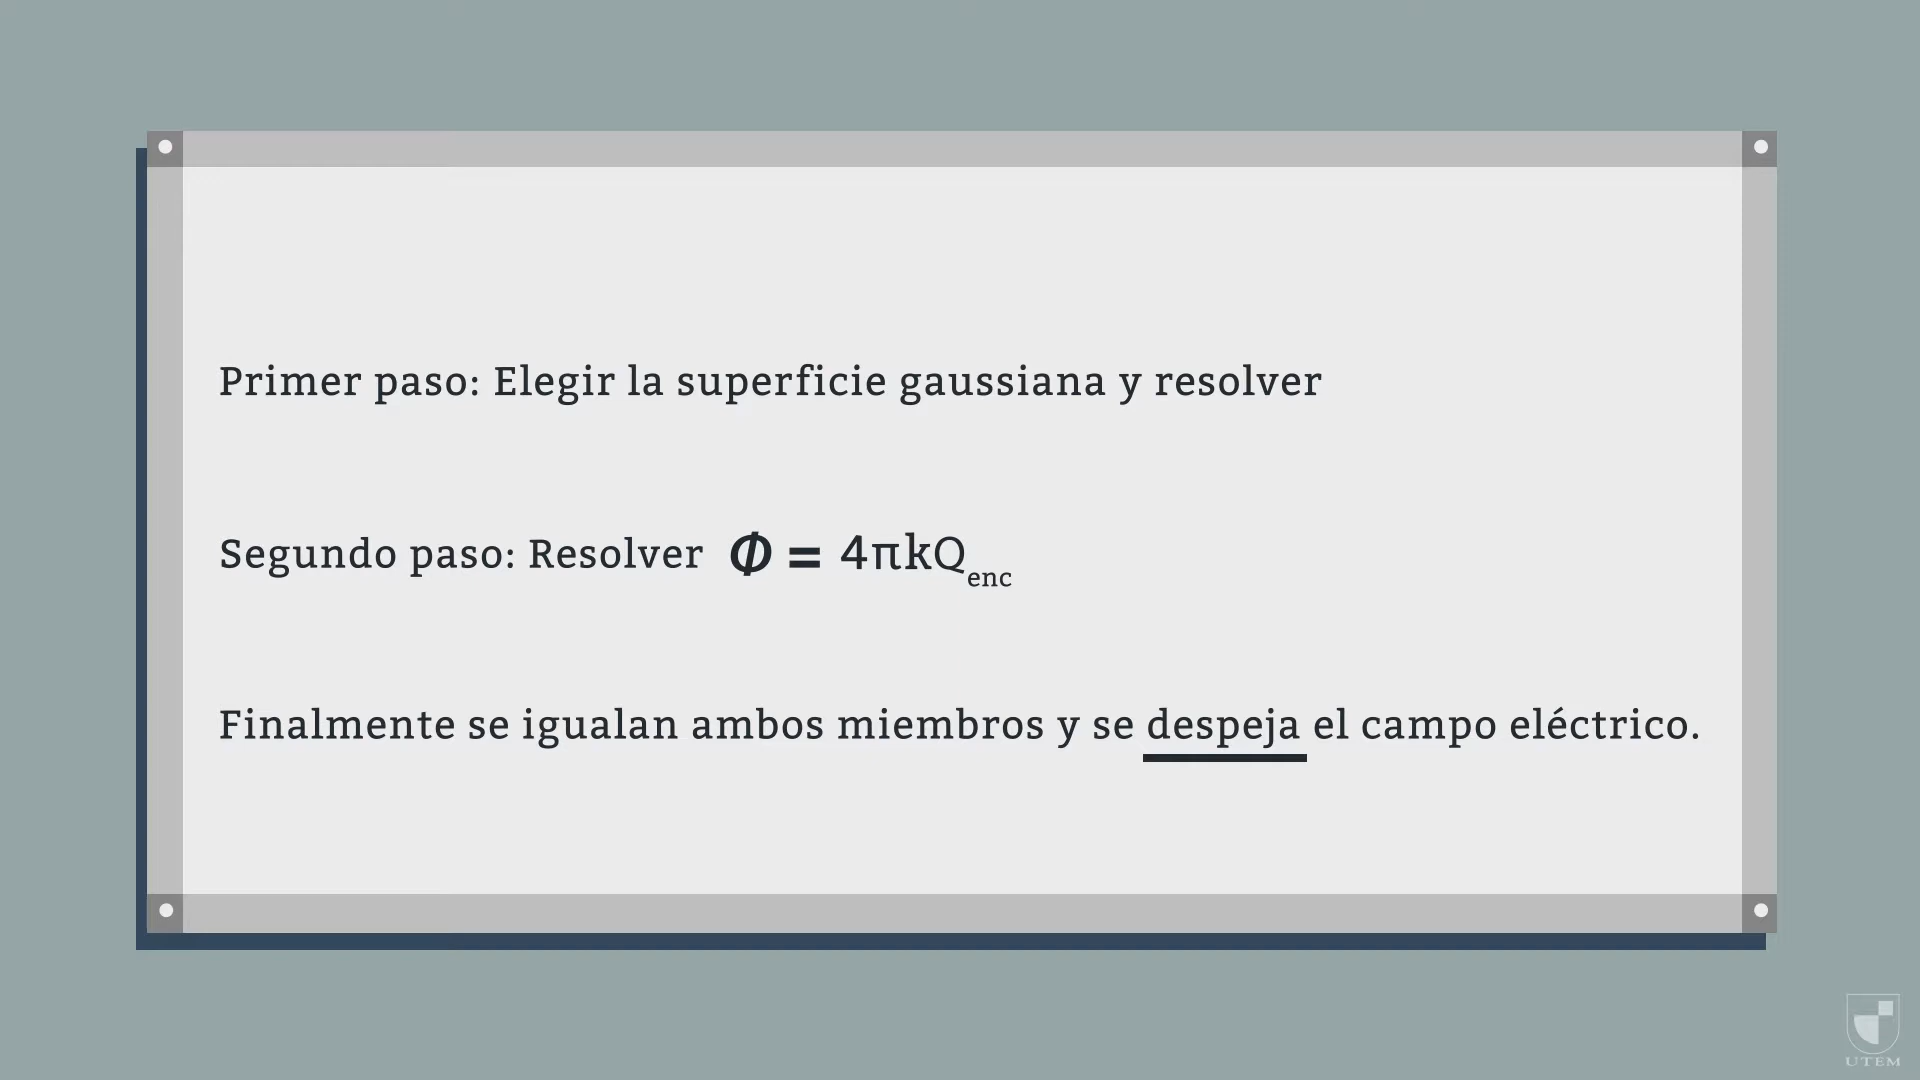 Primer paso: Elegir la superficie gaussiana y resolver
Segundo paso: Resolver Φ = 4πkQenc
Finalmente se igualan ambos miembros y se despeja el campo eléctrico.
UTEM